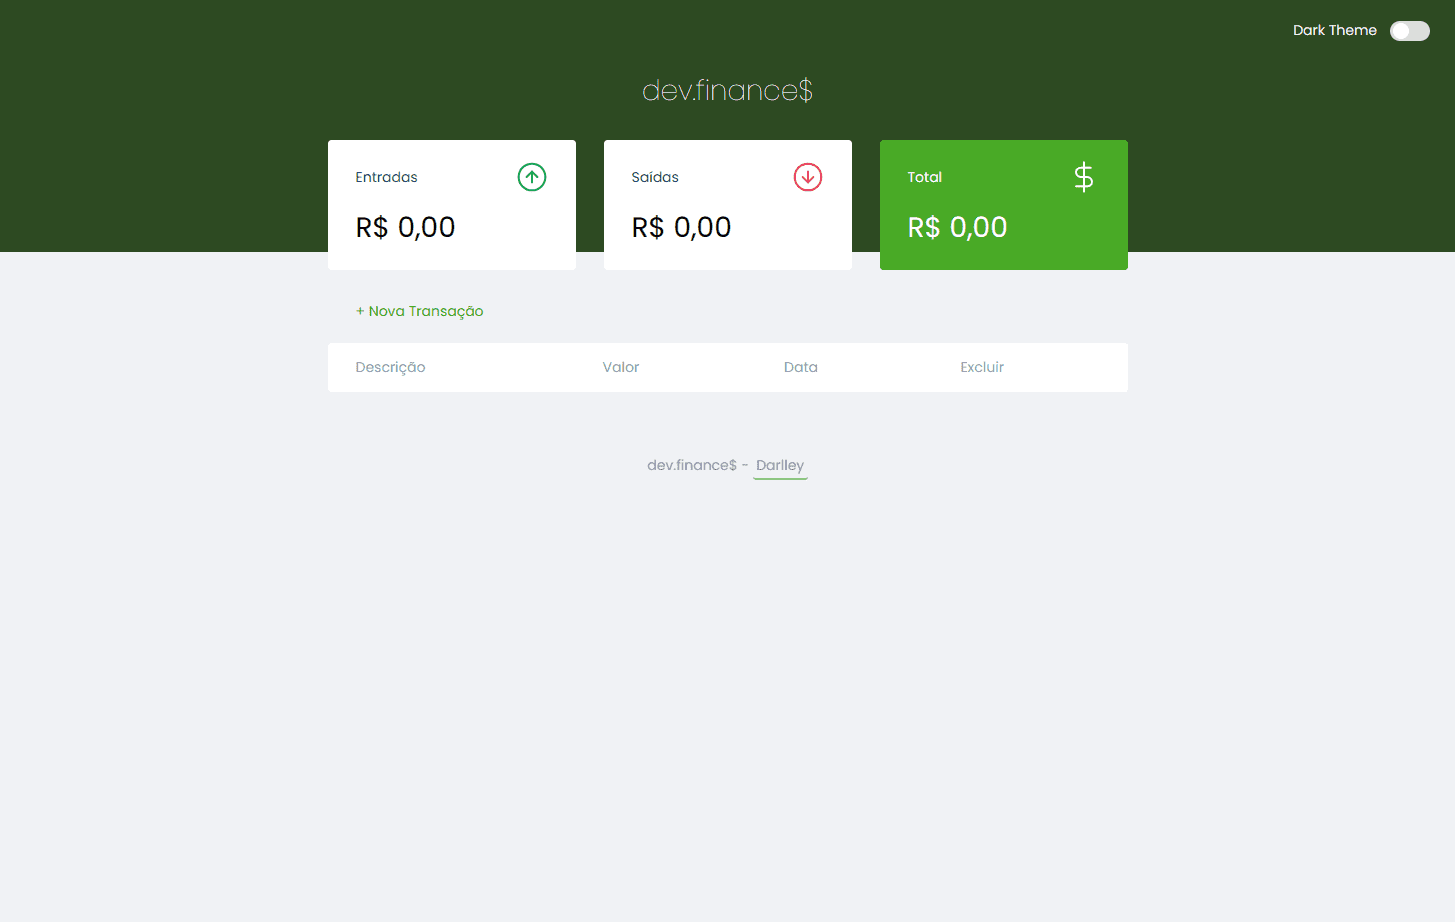 Dark Theme
dev.finance$
Entradas
R$ 0,00
Saídas
R$ 0,00
Total
$
R$ 0,00
+ Nova Transação
Descrição Valor Data Excluir
dev.finance$ - Darlley